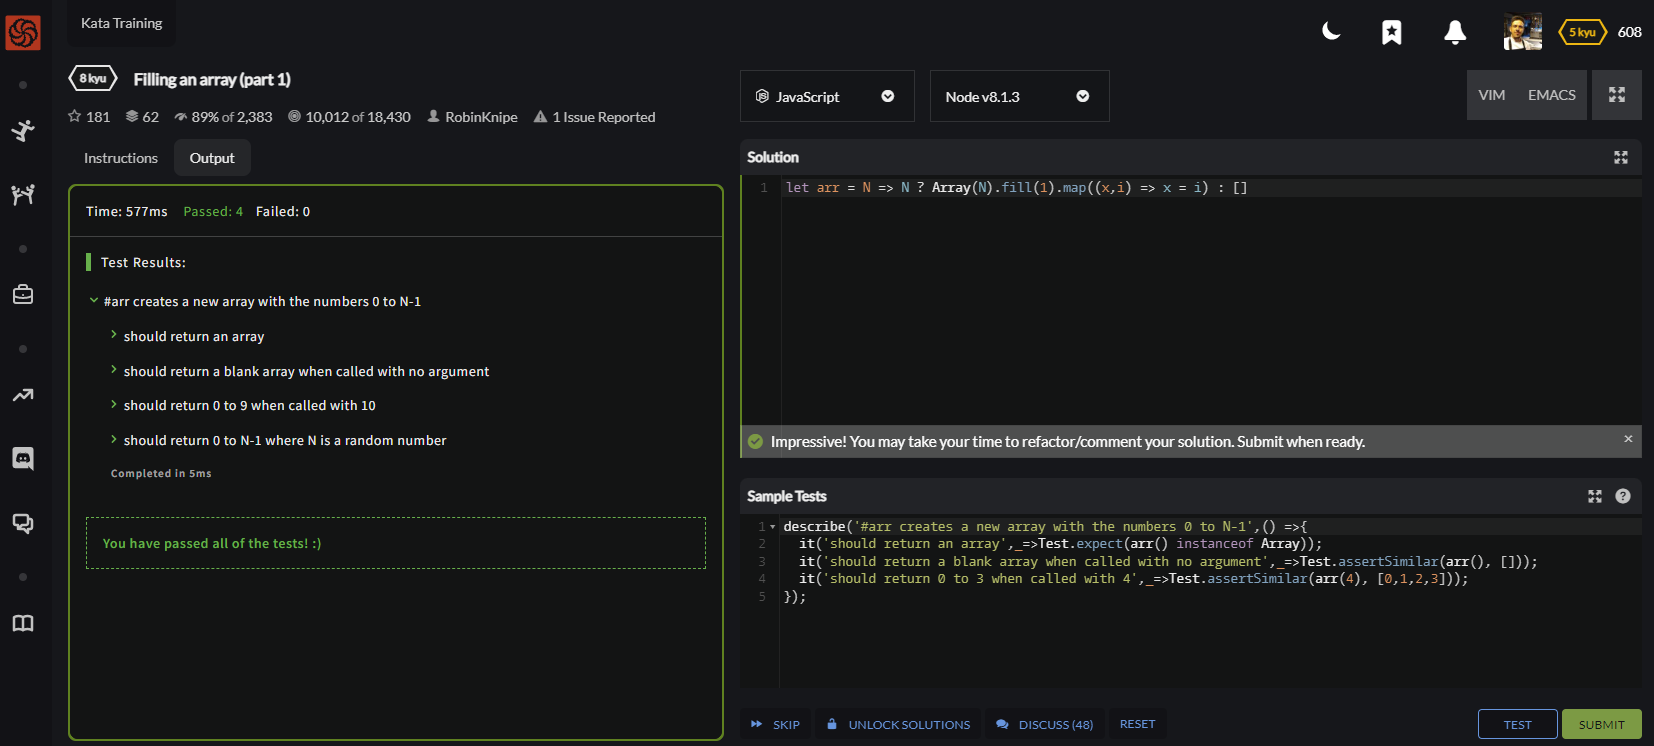 Kata Training
5 kyu 608
8 kyu Filling an array (part 1)
181 62 89% of 2,383 10,012 of 18,430 RobinKnipe 1 Issue Reported
Instructions Output
Time: 577ms Passed: 4 Failed: 0
Test Results:
#arr creates a new array with the numbers 0 to N-1
should return an array
should return a blank array when called with no argument
should return 0 to 9 when called with 10
should return 0 to N-1 where N is a random number
Completed in 5ms
You have passed all of the tests! :)
JavaScript Node v8.1.3 VIM EMACS
Solution
1 let arr = N => N ? Array(N).fill(1).map((x,i) => x = i) : []
Impressive! You may take your time to refactor/comment your solution. Submit when ready. ×
Sample Tests
1 describe('#arr creates a new array with the numbers 0 to N-1',() =>{
2 it('should return an array',_=>Test.expect(arr() instanceof Array));
3 it('should return a blank array when called with no argument',_=>Test.assertSimilar(arr(), []));
4 it('should return 0 to 3 when called with 4',_=>Test.assertSimilar(arr(4), [0,1,2,3]));
5 });
SKIP UNLOCK SOLUTIONS DISCUSS (48) RESET TEST SUBMIT